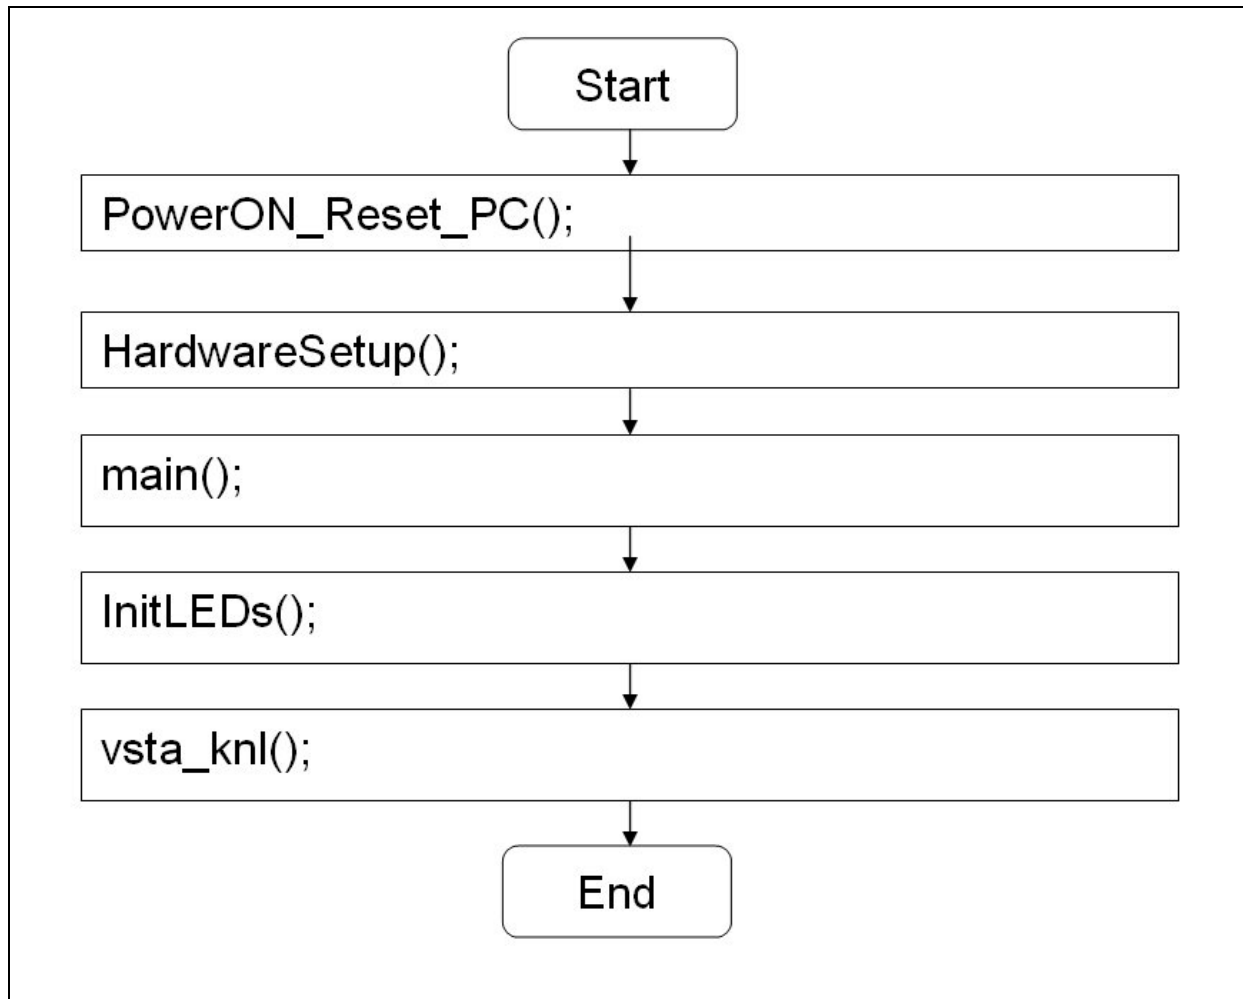 Start
PowerON_Reset_PC();
HardwareSetup();
main();
InitLEDs();
vsta_knl();
End